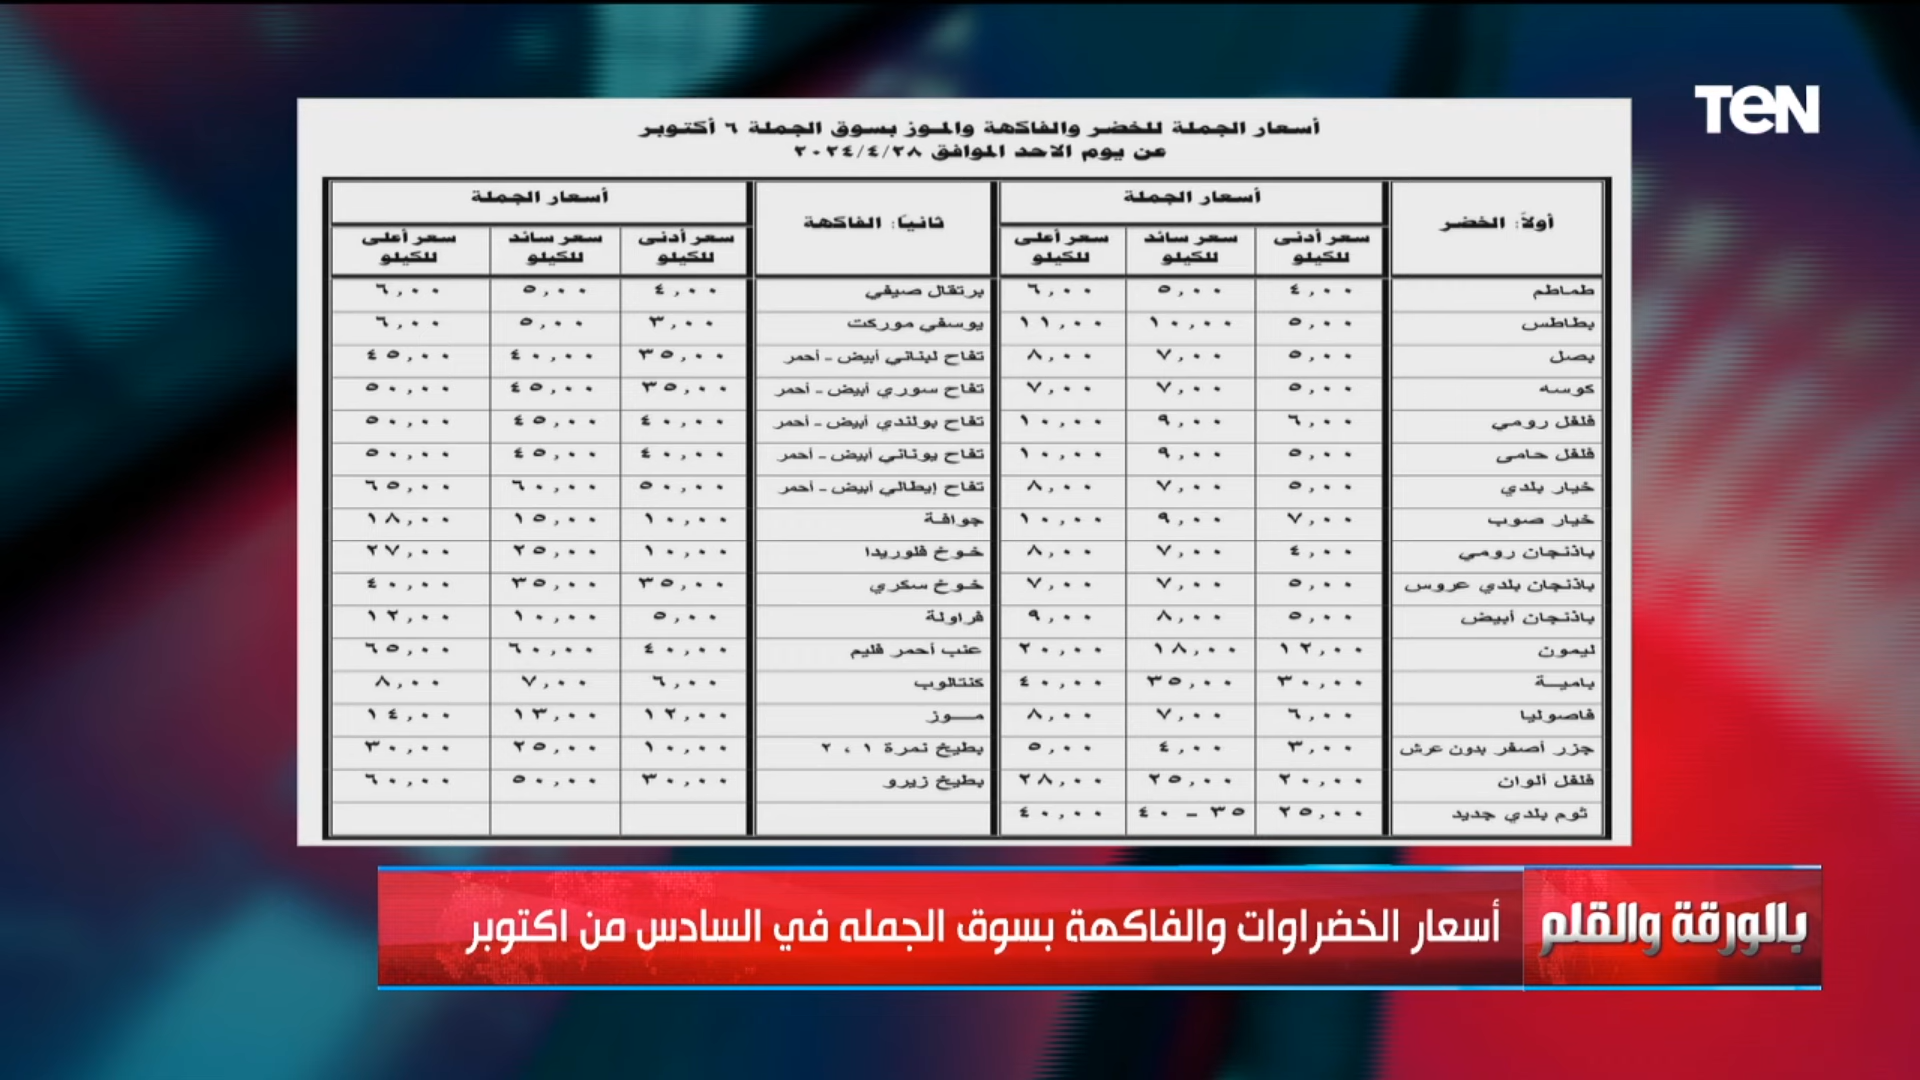 TeN
أسعار الجملة للخضر والفاكهة والموز بسوق الجملة ٦ أكتوبر
عن يوم الاحد الموافق ٢٠٢٤/٤/٢٨
أولاً: الخضر أسعار الجملة ثانياً: الفاكهة أسعار الجملة
سعر أدنى للكيلو سعر سائد للكيلو سعر أعلى للكيلو سعر أدنى للكيلو سعر سائد للكيلو سعر أعلى للكيلو
طماطم ٤,٠٠ ٥,٠٠ ٦,٠٠ برتقال صيفي ٤,٠٠ ٥,٠٠ ٦,٠٠
بطاطس ٥,٠٠ ١٠,٠٠ ١١,٠٠ يوسفي موركت ٣,٠٠ ٥,٠٠ ٦,٠٠
بصل ٥,٠٠ ٧,٠٠ ٨,٠٠ تفاح لبناني أبيض - أحمر ٣٥,٠٠ ٤٠,٠٠ ٤٥,٠٠
كوسه ٥,٠٠ ٧,٠٠ ٧,٠٠ تفاح سوري أبيض - أحمر ٣٥,٠٠ ٤٥,٠٠ ٥٠,٠٠
فلفل رومي ٦,٠٠ ٩,٠٠ ١٠,٠٠ تفاح بولندي أبيض - أحمر ٤٠,٠٠ ٤٥,٠٠ ٥٠,٠٠
فلفل حامى ٥,٠٠ ٩,٠٠ ١٠,٠٠ تفاح يوناني أبيض - أحمر ٤٠,٠٠ ٤٥,٠٠ ٥٠,٠٠
خيار بلدي ٥,٠٠ ٧,٠٠ ٨,٠٠ تفاح إيطالي أبيض - أحمر ٥٠,٠٠ ٦٠,٠٠ ٦٥,٠٠
خيار صوب ٧,٠٠ ٩,٠٠ ١٠,٠٠ جوافة ١٠,٠٠ ١٥,٠٠ ١٨,٠٠
باذنجان رومي ٤,٠٠ ٧,٠٠ ٨,٠٠ خوخ فلوريدا ١٠,٠٠ ٢٥,٠٠ ٢٧,٠٠
باذنجان بلدي عروس ٥,٠٠ ٧,٠٠ ٧,٠٠ خوخ سكري ٣٥,٠٠ ٣٥,٠٠ ٤٠,٠٠
باذنجان أبيض ٥,٠٠ ٨,٠٠ ٩,٠٠ فراولة ٥,٠٠ ١٠,٠٠ ١٢,٠٠
ليمون ١٢,٠٠ ١٨,٠٠ ٢٠,٠٠ عنب أحمر فليم ٤٠,٠٠ ٦٠,٠٠ ٦٥,٠٠
باميـــة ٣٠,٠٠ ٣٥,٠٠ ٤٠,٠٠ كنتالوب ٦,٠٠ ٧,٠٠ ٨,٠٠
فاصوليا ٦,٠٠ ٧,٠٠ ٨,٠٠ مـــوز ١٢,٠٠ ١٣,٠٠ ١٤,٠٠
جزر أصفر بدون عرش ٣,٠٠ ٤,٠٠ ٥,٠٠ بطيخ نمرة ١ ، ٢ ١٠,٠٠ ٢٥,٠٠ ٣٠,٠٠
فلفل ألوان ٢٠,٠٠ ٢٥,٠٠ ٢٨,٠٠ بطيخ زيرو ٣٠,٠٠ ٥٠,٠٠ ٦٠,٠٠
ثوم بلدي جديد ٢٥,٠٠ ٣٥ - ٤٠ ٤٠,٠٠
بالورقة والقلم
أسعار الخضراوات والفاكهة بسوق الجمله في السادس من اكتوبر